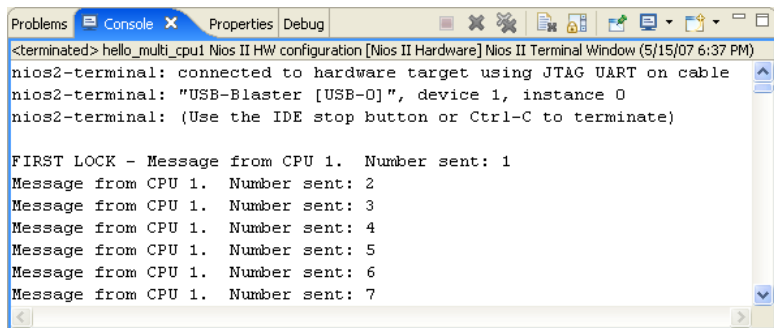 Problems Console Properties Debug
<terminated> hello_multi_cpu1 Nios II HW configuration [Nios II Hardware] Nios II Terminal Window (5/15/07 6:37 PM)
nios2-terminal: connected to hardware target using JTAG UART on cable
nios2-terminal: "USB-Blaster [USB-0]", device 1, instance 0
nios2-terminal: (Use the IDE stop button or Ctrl-C to terminate)
FIRST LOCK - Message from CPU 1.  Number sent: 1
Message from CPU 1.  Number sent: 2
Message from CPU 1.  Number sent: 3
Message from CPU 1.  Number sent: 4
Message from CPU 1.  Number sent: 5
Message from CPU 1.  Number sent: 6
Message from CPU 1.  Number sent: 7